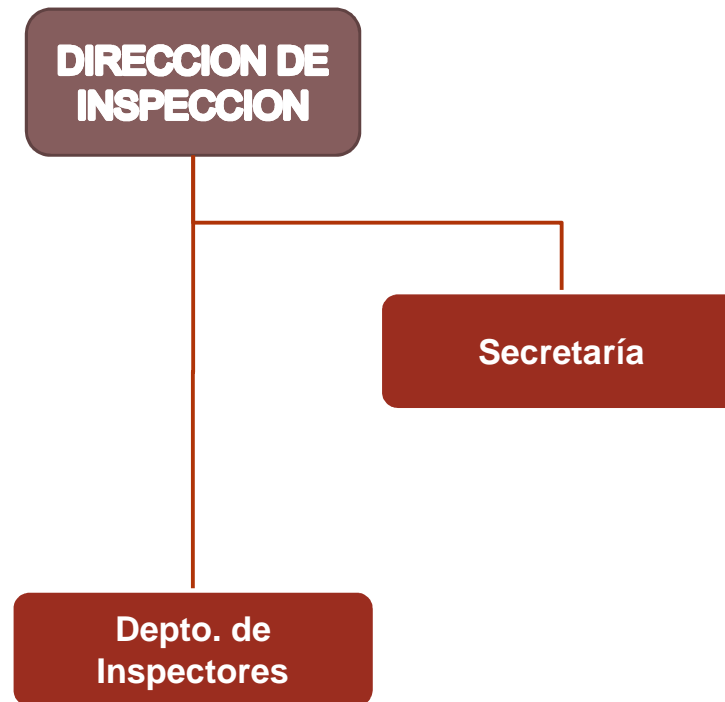 DIRECCION DE
INSPECCION
Secretaría
Depto. de
Inspectores